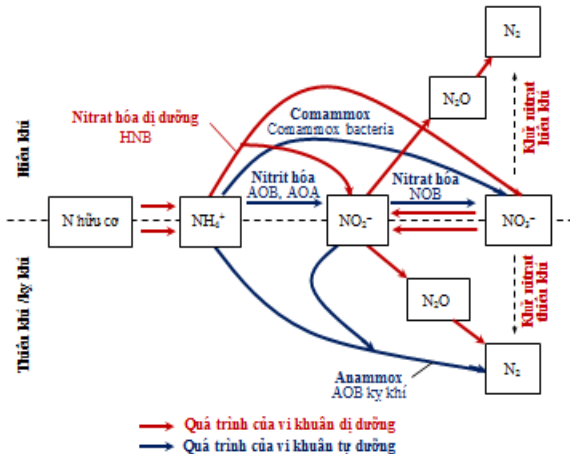 N₂
N₂O
Hiếu khí
Khử nitrat
hiếu khí
Nitrat hóa dị dưỡng
HNB
Comammox
Comammox bacteria
Nitrit hóa
AOB, AOA
Nitrat hóa
NOB
N hữu cơ
NH₄⁺
NO₂⁻
NO₃⁻
Thiếu khí /kỵ khí
Khử nitrat
thiếu khí
N₂O
N₂
Anammox
AOB kỵ khí
Quá trình của vi khuẩn dị dưỡng
Quá trình của vi khuẩn tự dưỡng